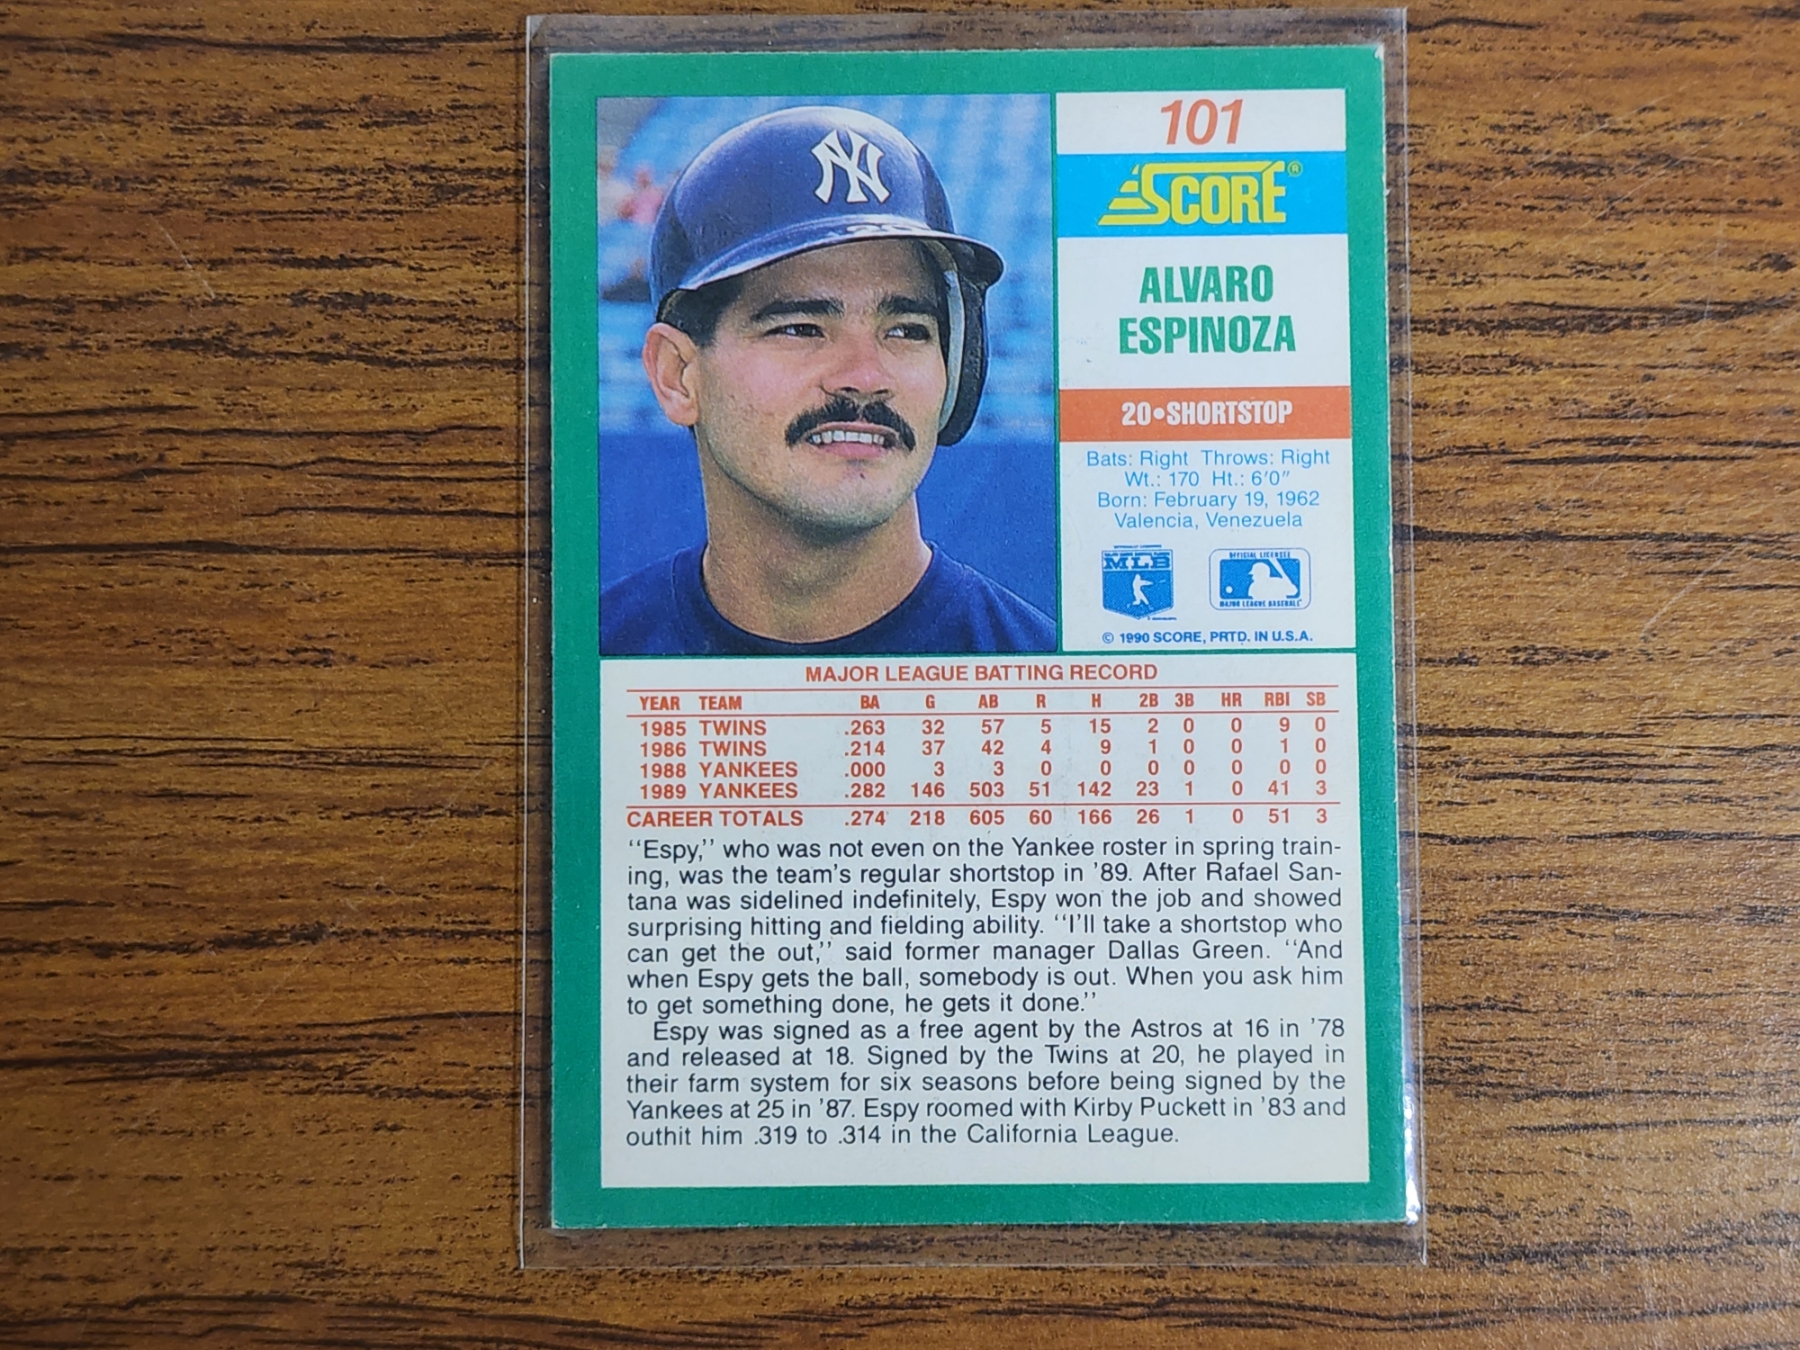 NY
101
SCORE®
ALVARO
ESPINOZA
20•SHORTSTOP
Bats: Right Throws: Right
Wt.: 170 Ht.: 6'0"
Born: February 19, 1962
Valencia, Venezuela
MLB
OFFICIAL LICENSEE
MAJOR LEAGUE BASEBALL
© 1990 SCORE, PRTD. IN U.S.A.
MAJOR LEAGUE BATTING RECORD
YEAR TEAM BA G AB R H 2B 3B HR RBI SB
1985 TWINS .263 32 57 5 15 2 0 0 9 0
1986 TWINS .214 37 42 4 9 1 0 0 1 0
1988 YANKEES .000 3 3 0 0 0 0 0 0 0
1989 YANKEES .282 146 503 51 142 23 1 0 41 3
CAREER TOTALS .274 218 605 60 166 26 1 0 51 3
"Espy," who was not even on the Yankee roster in spring train-
ing, was the team's regular shortstop in '89. After Rafael San-
tana was sidelined indefinitely, Espy won the job and showed
surprising hitting and fielding ability. "I'll take a shortstop who
can get the out," said former manager Dallas Green. "And
when Espy gets the ball, somebody is out. When you ask him
to get something done, he gets it done."
Espy was signed as a free agent by the Astros at 16 in '78
and released at 18. Signed by the Twins at 20, he played in
their farm system for six seasons before being signed by the
Yankees at 25 in '87. Espy roomed with Kirby Puckett in '83 and
outhit him .319 to .314 in the California League.